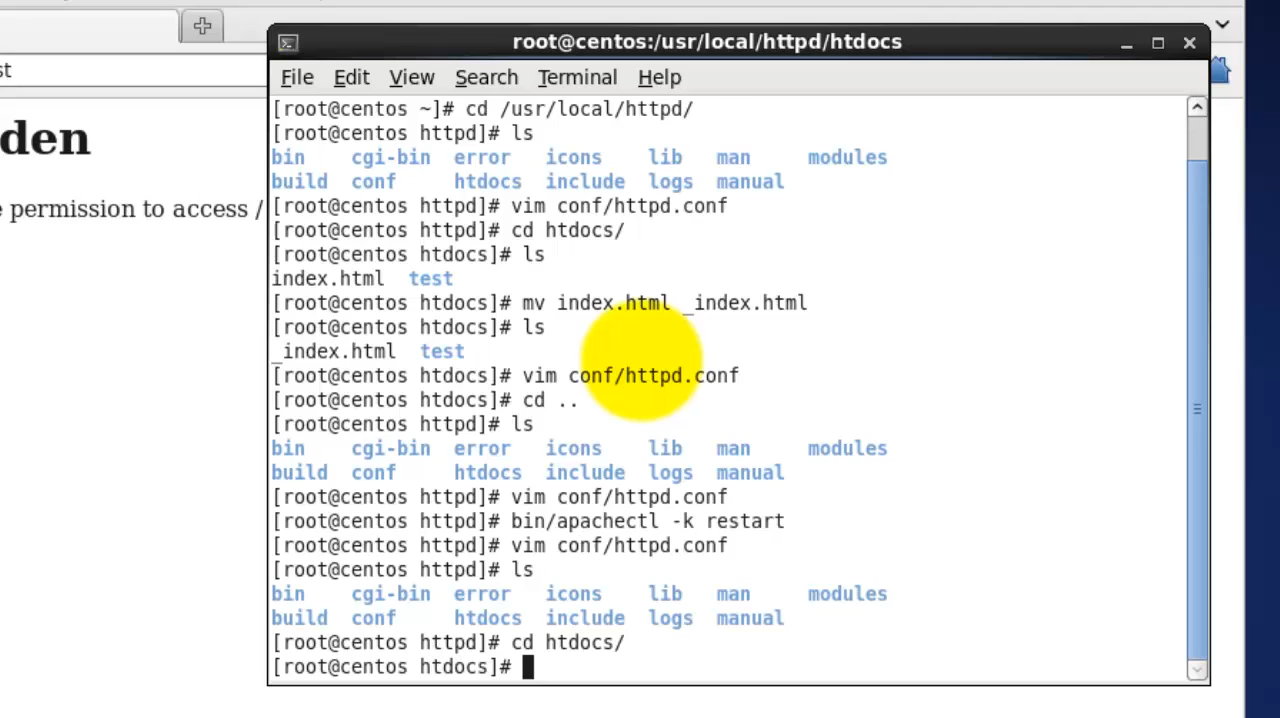 root@centos:/usr/local/httpd/htdocs
File Edit View Search Terminal Help
[root@centos ~]# cd /usr/local/httpd/
[root@centos httpd]# ls
bin cgi-bin error icons lib man modules
build conf htdocs include logs manual
[root@centos httpd]# vim conf/httpd.conf
[root@centos httpd]# cd htdocs/
[root@centos htdocs]# ls
index.html test
[root@centos htdocs]# mv index.html _index.html
[root@centos htdocs]# ls
_index.html test
[root@centos htdocs]# vim conf/httpd.conf
[root@centos htdocs]# cd ..
[root@centos httpd]# ls
bin cgi-bin error icons lib man modules
build conf htdocs include logs manual
[root@centos httpd]# vim conf/httpd.conf
[root@centos httpd]# bin/apachectl -k restart
[root@centos httpd]# vim conf/httpd.conf
[root@centos httpd]# ls
bin cgi-bin error icons lib man modules
build conf htdocs include logs manual
[root@centos httpd]# cd htdocs/
[root@centos htdocs]#
st
den
e permission to access /